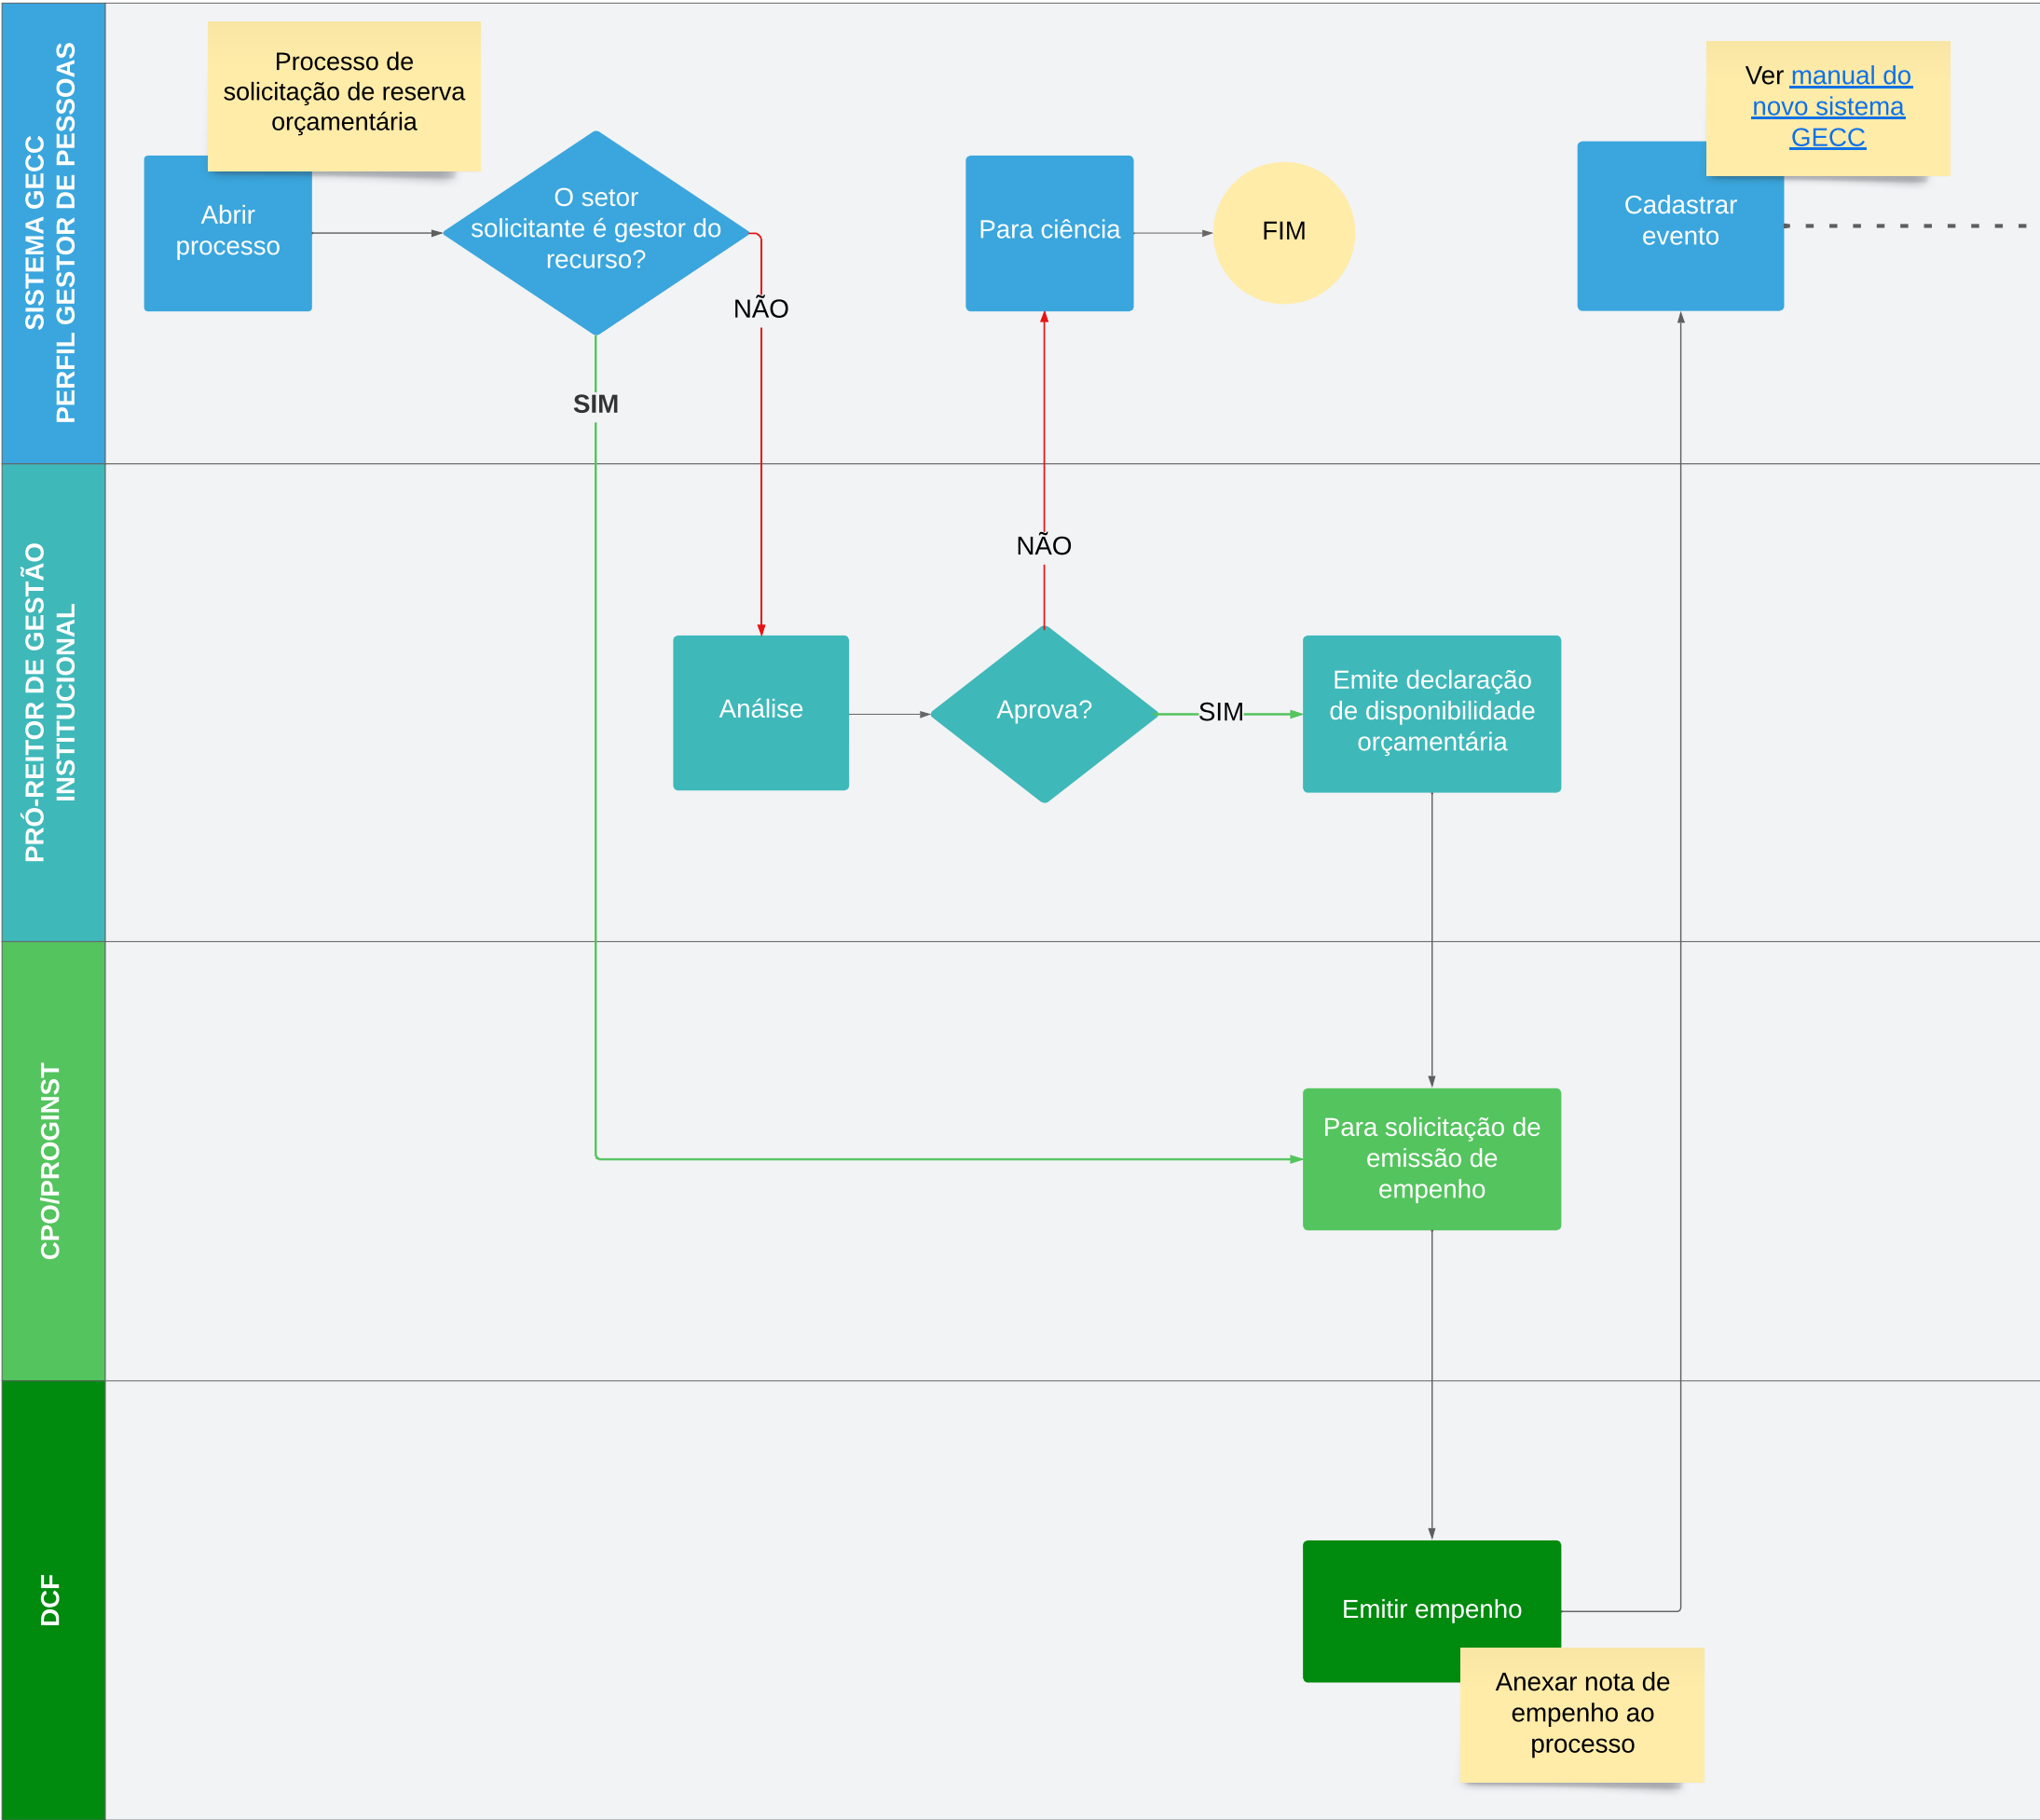 SISTEMA GECC
PERFIL GESTOR DE PESSOAS
Processo de
solicitação de reserva
orçamentária
Abrir
processo
O setor
solicitante é gestor do
recurso?
NÃO
SIM
Para ciência
FIM
Ver manual do
novo sistema
GECC
Cadastrar
evento
PRÓ-REITOR DE GESTÃO
INSTITUCIONAL
NÃO
Análise
Aprova?
SIM
Emite declaração
de disponibilidade
orçamentária
CPO/PROGINST
Para solicitação de
emissão de
empenho
DCF
Emitir empenho
Anexar nota de
empenho ao
processo